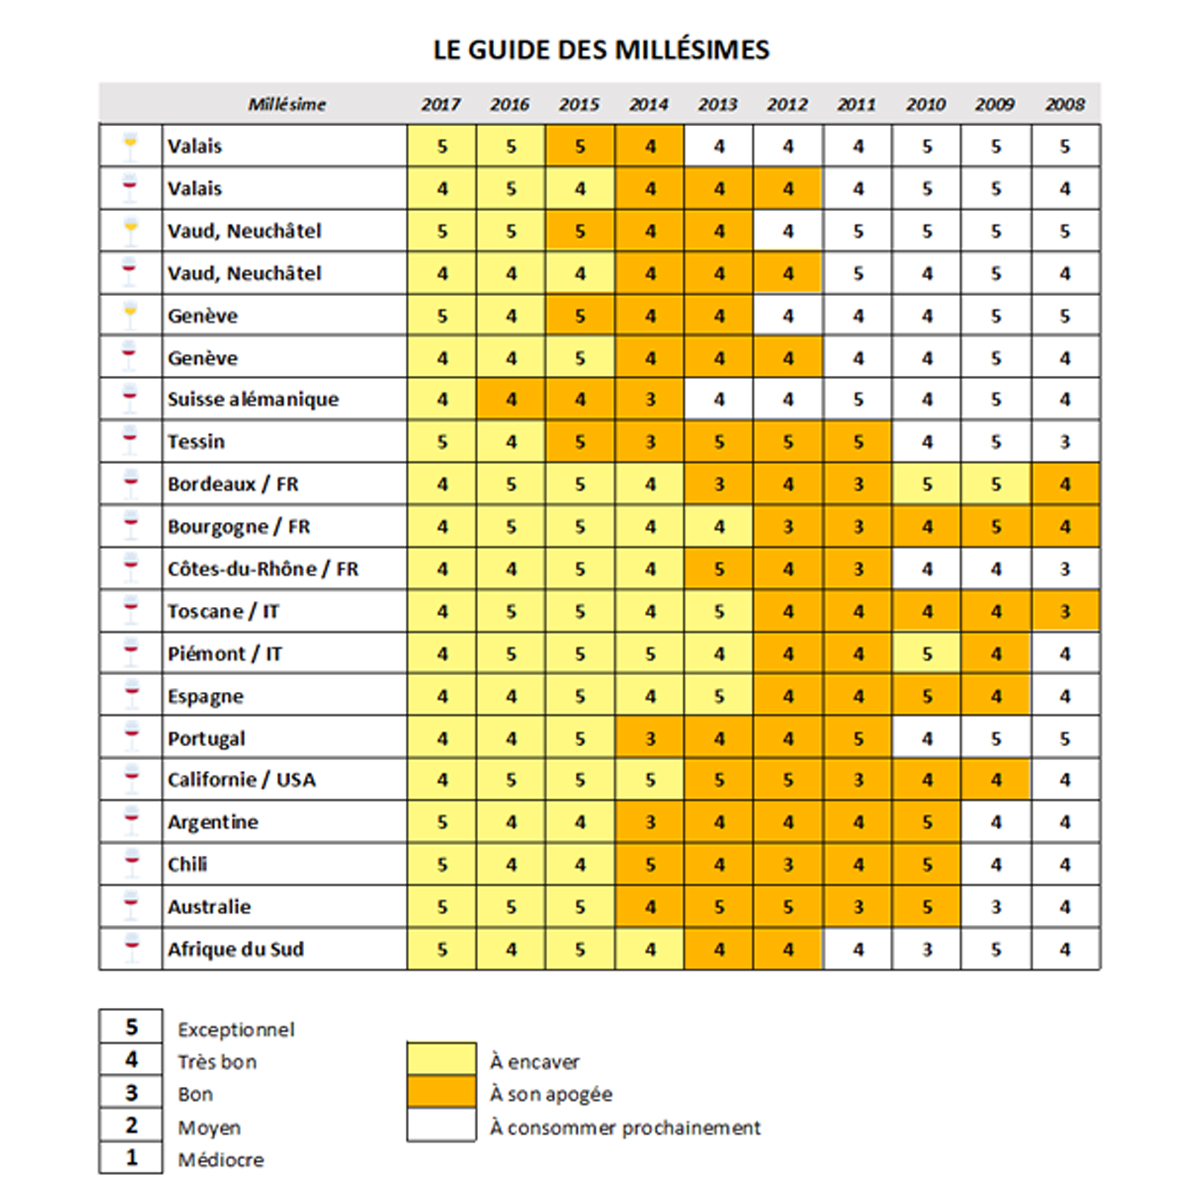 LE GUIDE DES MILLÉSIMES
Millésime 2017 2016 2015 2014 2013 2012 2011 2010 2009 2008
Valais 5 5 5 4 4 4 4 5 5 5
Valais 4 5 4 4 4 4 4 5 5 4
Vaud, Neuchâtel 5 5 5 4 4 4 5 5 5 5
Vaud, Neuchâtel 4 4 4 4 4 4 5 4 5 4
Genève 5 4 5 4 4 4 4 4 5 5
Genève 4 4 5 4 4 4 4 4 5 4
Suisse alémanique 4 4 4 3 4 4 5 4 5 4
Tessin 5 4 5 3 5 5 5 4 5 3
Bordeaux / FR 4 5 5 4 3 4 3 5 5 4
Bourgogne / FR 4 5 5 4 4 3 3 4 5 4
Côtes-du-Rhône / FR 4 4 5 4 5 4 3 4 4 3
Toscane / IT 4 5 5 4 5 4 4 4 4 3
Piémont / IT 4 5 5 5 4 4 4 5 4 4
Espagne 4 4 5 4 5 4 4 5 4 4
Portugal 4 4 5 3 4 4 5 4 5 5
Californie / USA 4 5 5 5 5 5 3 4 4 4
Argentine 5 4 4 3 4 4 4 5 4 4
Chili 5 4 4 5 4 3 4 5 4 4
Australie 5 5 5 4 5 5 3 5 3 4
Afrique du Sud 5 4 5 4 4 4 4 3 5 4
5 Exceptionnel
4 Très bon À encaver
3 Bon À son apogée
2 Moyen À consommer prochainement
1 Médiocre